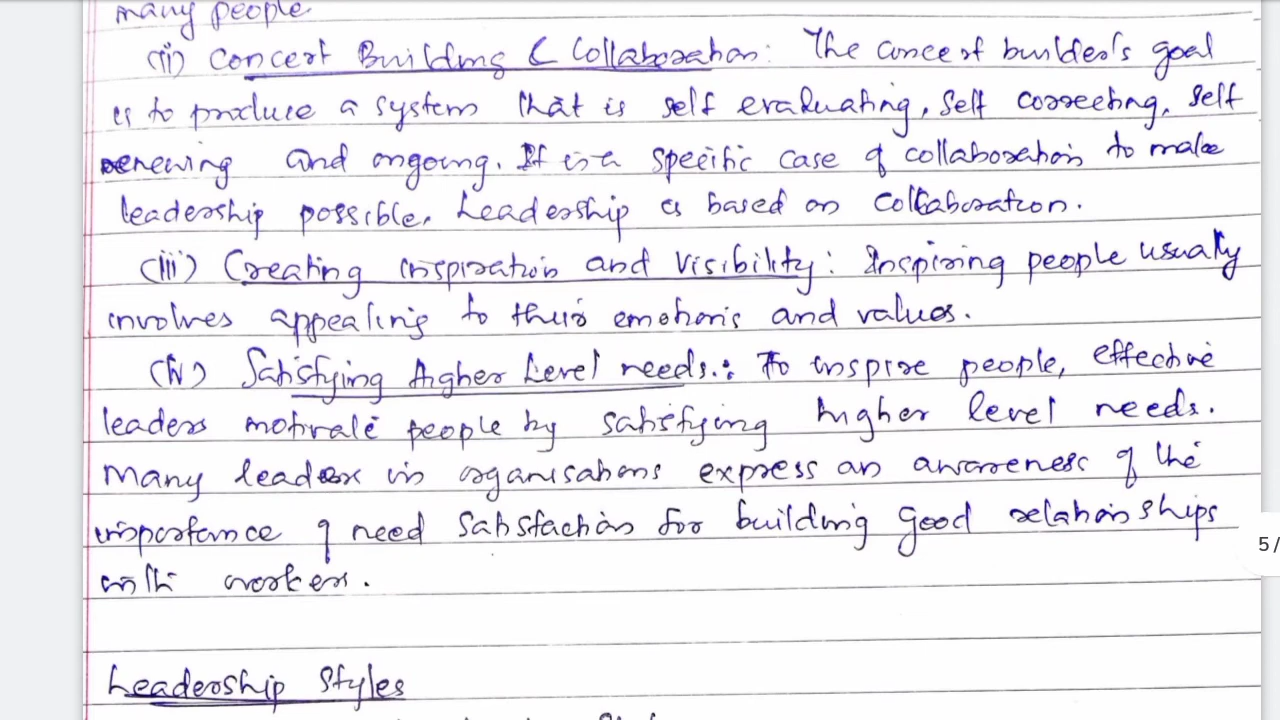 many people
(ii) Concert Building & Collaboration: The concert builder's goal
is to produce a system that is self evaluating, self correcting, self
renewing and ongoing. It is a specific case of collaboration to make
leadership possible. Leadership is based on collaboration.
(iii) Creating inspiration and visibility: Inspiring people usually
involves appealing to their emotions and values.
(iv) Satisfying higher Level needs.: To inspire people, effective
leaders motivate people by satisfying higher level needs.
Many leader in organisations express an awareness of the
importance of need satisfaction for building good relationships
with workers.
Leadership Styles
5/